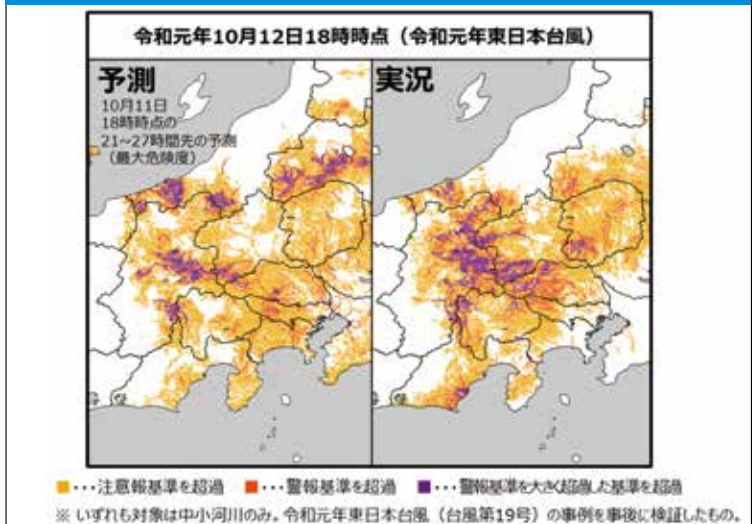 令和元年10月12日18時時点（令和元年東日本台風）
予測
10月11日
18時時点の
21~27時間先の予測
（最大危険度）
実況
■・・・注意報基準を超過 ■・・・警報基準を超過 ■・・・警報基準を大きく超過した基準を超過
※ いずれも対象は中小河川のみ。令和元年東日本台風（台風第19号）の事例を事後に検証したもの。